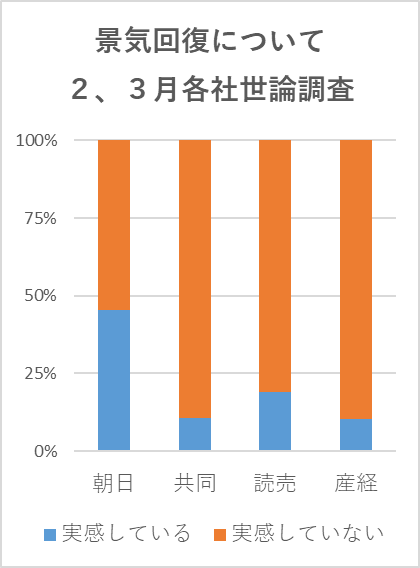 景気回復について
２、３月各社世論調査
100%
75%
50%
25%
0%
朝日 共同 読売 産経
実感している 実感していない